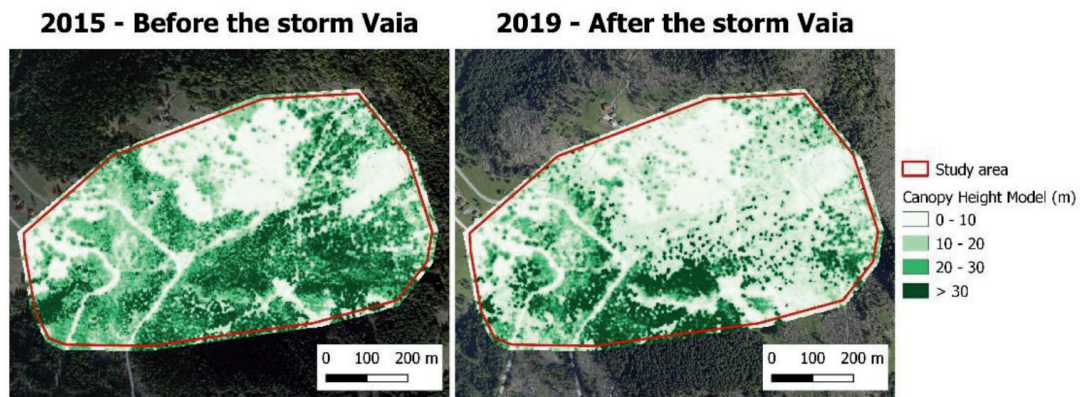 2015 - Before the storm Vaia
2019 - After the storm Vaia
Study area
Canopy Height Model (m)
0 - 10
10 - 20
20 - 30
> 30
0 100 200 m
0 100 200 m